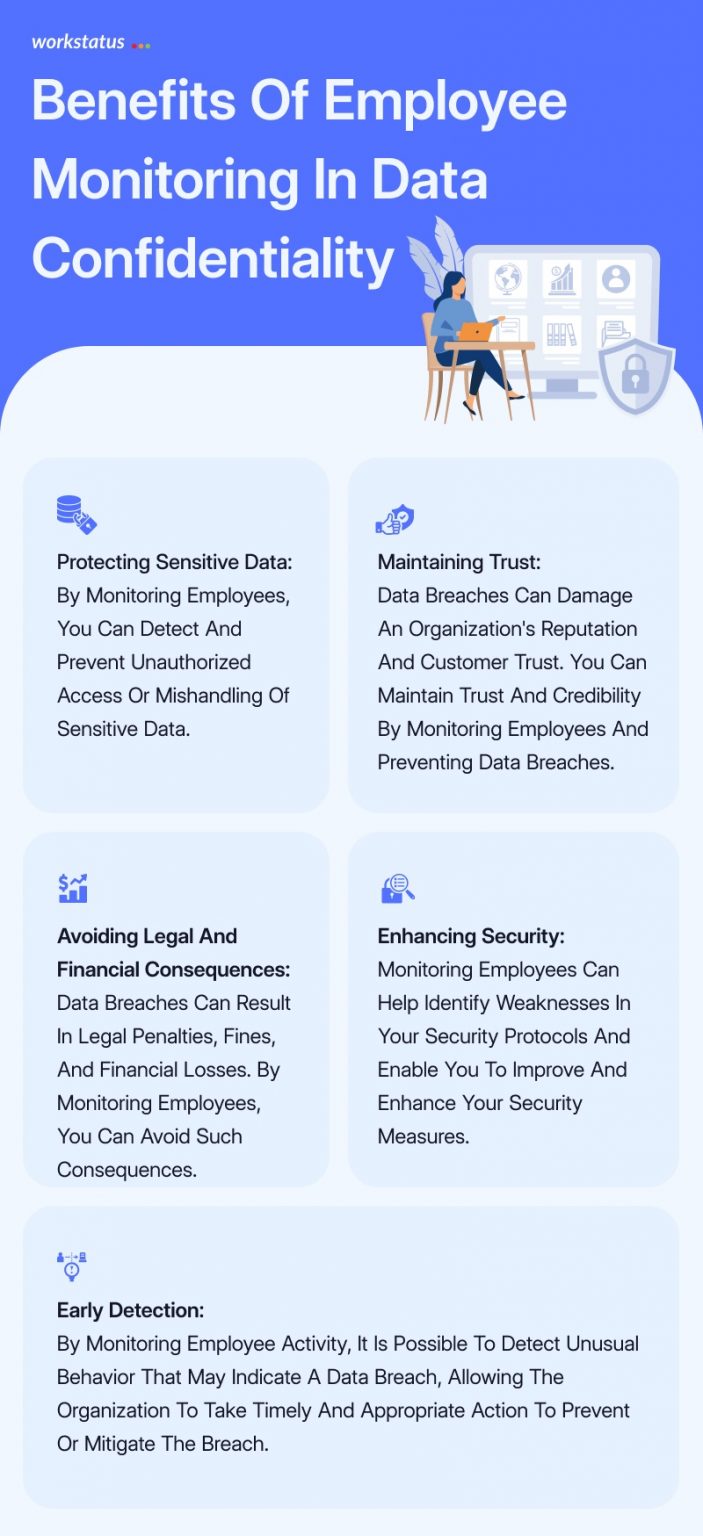 workstatus
Benefits Of Employee
Monitoring In Data
Confidentiality
Protecting Sensitive Data:
By Monitoring Employees,
You Can Detect And
Prevent Unauthorized
Access Or Mishandling Of
Sensitive Data.
Maintaining Trust:
Data Breaches Can Damage
An Organization's Reputation
And Customer Trust. You Can
Maintain Trust And Credibility
By Monitoring Employees And
Preventing Data Breaches.
Avoiding Legal And
Financial Consequences:
Data Breaches Can Result
In Legal Penalties, Fines,
And Financial Losses. By
Monitoring Employees,
You Can Avoid Such
Consequences.
Enhancing Security:
Monitoring Employees Can
Help Identify Weaknesses In
Your Security Protocols And
Enable You To Improve And
Enhance Your Security
Measures.
Early Detection:
By Monitoring Employee Activity, It Is Possible To Detect Unusual
Behavior That May Indicate A Data Breach, Allowing The
Organization To Take Timely And Appropriate Action To Prevent
Or Mitigate The Breach.